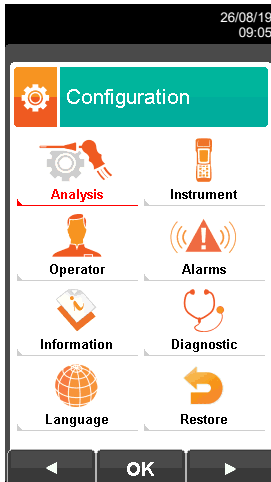 26/08/19
09:05
Configuration
Analysis Instrument
Operator Alarms
Information Diagnostic
Language Restore
OK